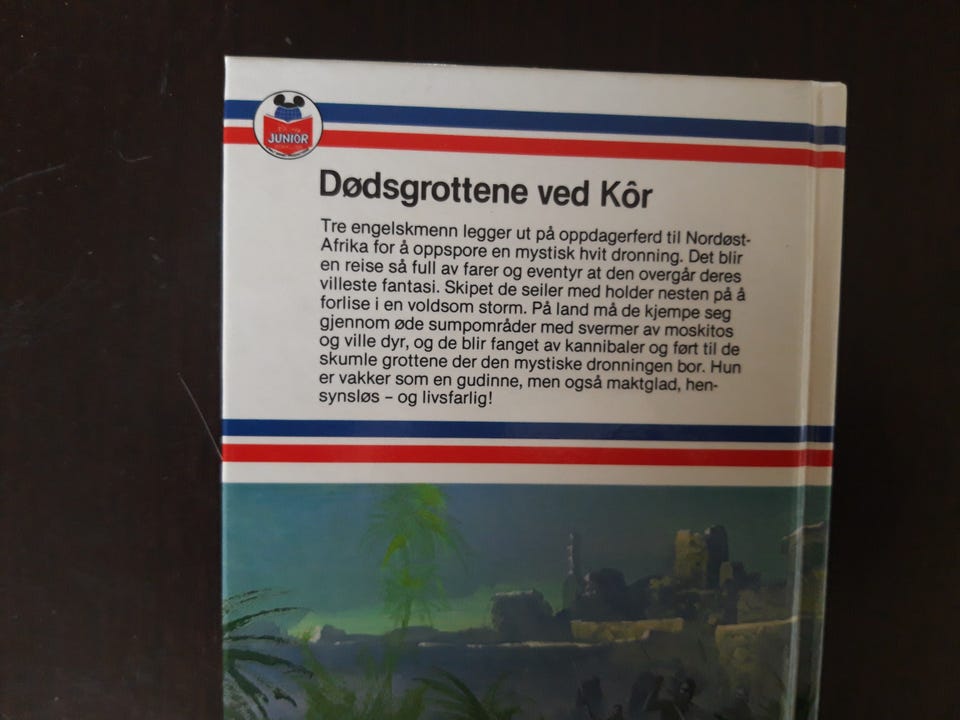 JUNIOR
Dødsgrottene ved Kôr
Tre engelskmenn legger ut på oppdagerferd til Nordøst-
Afrika for å oppspore en mystisk hvit dronning. Det blir
en reise så full av farer og eventyr at den overgår deres
villeste fantasi. Skipet de seiler med holder nesten på å
forlise i en voldsom storm. På land må de kjempe seg
gjennom øde sumpområder med svermer av moskitos
og ville dyr, og de blir fanget av kannibaler og ført til de
skumle grottene der den mystiske dronningen bor. Hun
er vakker som en gudinne, men også maktglad, hen-
synsløs – og livsfarlig!